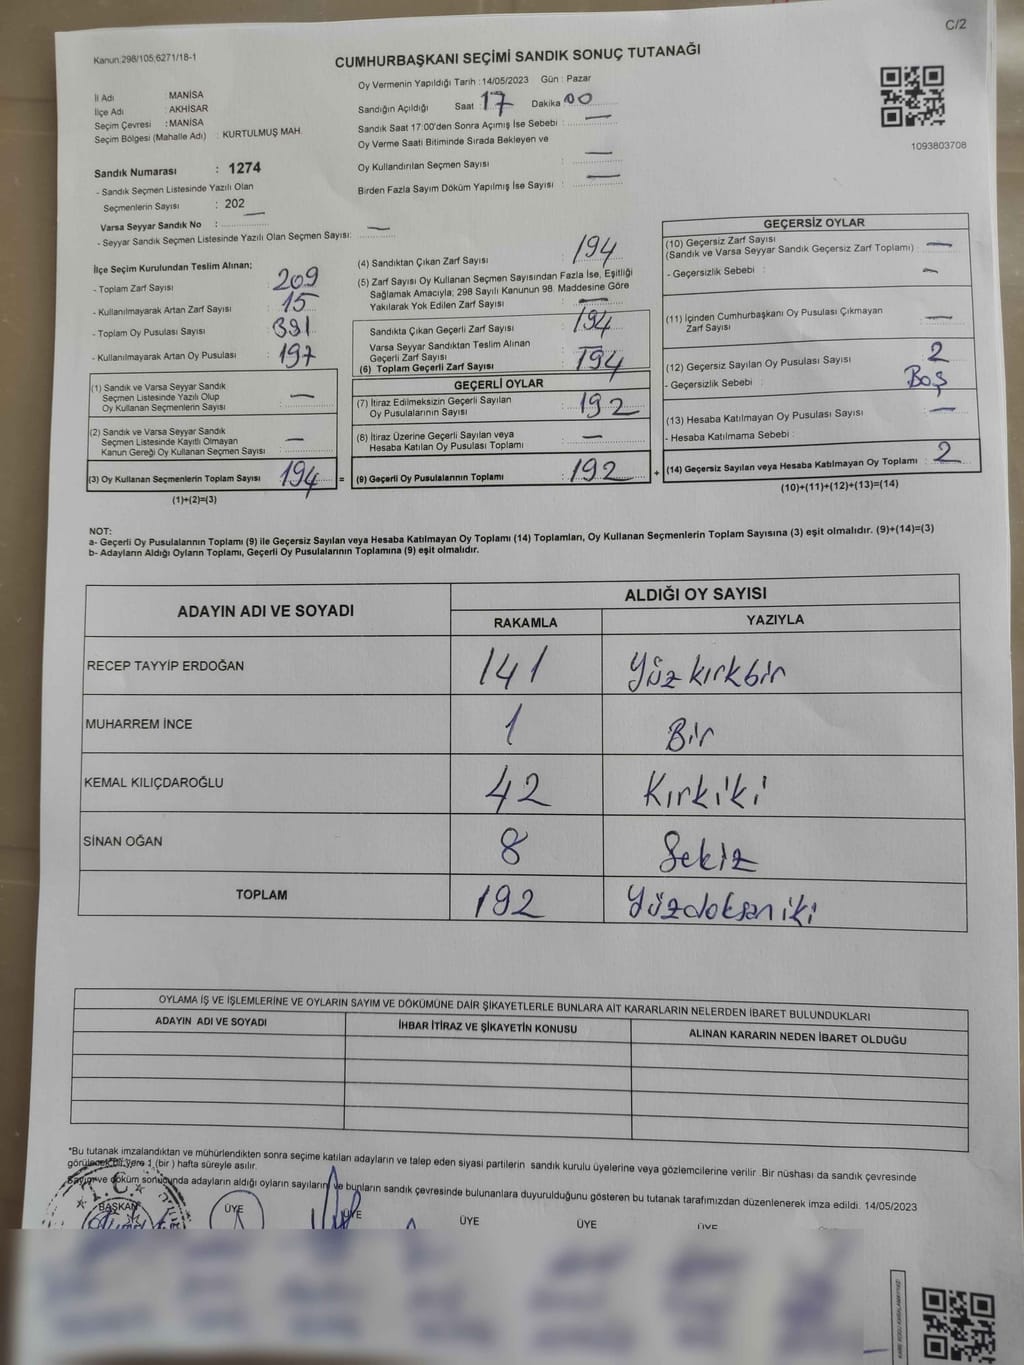 C/2
Kanun.298/105,6271/18-1
CUMHURBAŞKANI SEÇİMİ SANDIK SONUÇ TUTANAĞI
İl Adı : MANİSA
İlçe Adı : AKHİSAR
Seçim Çevresi : MANİSA
Seçim Bölgesi (Mahalle Adı) : KURTULMUŞ MAH.
Sandık Numarası : 1274
- Sandık Seçmen Listesinde Yazılı Olan
Seçmenlerin Sayısı : 202
Varsa Seyyar Sandık No : —
- Seyyar Sandık Seçmen Listesinde Yazılı Olan Seçmen Sayısı: —
Oy Vermenin Yapıldığı Tarih : 14/05/2023 Gün : Pazar
Sandığın Açıldığı Saat : 17 Dakika 00
Sandık Saat 17:00'den Sonra Açımış İse Sebebi : —
Oy Verme Saati Bitiminde Sırada Bekleyen ve
Oy Kullandırılan Seçmen Sayısı : —
Birden Fazla Sayım Döküm Yapılmış İse Sayısı : —
1093803708
İlçe Seçim Kurulundan Teslim Alınan;
- Toplam Zarf Sayısı : 209
- Kullanılmayarak Artan Zarf Sayısı : 15
- Toplam Oy Pusulası Sayısı : 391
- Kullanılmayarak Artan Oy Pusulası : 197
(1) Sandık ve Varsa Seyyar Sandık
Seçmen Listesinde Yazılı Olup
Oy Kullanan Seçmenlerin Sayısı : —
(2) Sandık ve Varsa Seyyar Sandık
Seçmen Listesinde Kayıtlı Olmayan
Kanun Gereği Oy Kullanan Seçmen Sayısı : —
(3) Oy Kullanan Seçmenlerin Toplam Sayısı : 194 =
(1)+(2)=(3)
(4) Sandıktan Çıkan Zarf Sayısı : 194
(5) Zarf Sayısı Oy Kullanan Seçmen Sayısından Fazla İse, Eşitliği
Sağlamak Amacıyla; 298 Sayılı Kanunun 98. Maddesine Göre
Yakılarak Yok Edilen Zarf Sayısı : —
Sandıkta Çıkan Geçerli Zarf Sayısı : 194
Varsa Seyyar Sandıktan Teslim Alınan
Geçerli Zarf Sayısı : —
(6) Toplam Geçerli Zarf Sayısı : 194
GEÇERLİ OYLAR
(7) İtiraz Edilmeksizin Geçerli Sayılan
Oy Pusulalarının Sayısı : 192
(8) İtiraz Üzerine Geçerli Sayılan veya
Hesaba Katılan Oy Pusulası Toplamı : —
(9) Geçerli Oy Pusulalarının Toplamı : 192 +
GEÇERSİZ OYLAR
(10) Geçersiz Zarf Sayısı
(Sandık ve Varsa Seyyar Sandık Geçersiz Zarf Toplamı) : —
- Geçersizlik Sebebi : —
(11) İçinden Cumhurbaşkanı Oy Pusulası Çıkmayan
Zarf Sayısı : —
(12) Geçersiz Sayılan Oy Pusulası Sayısı : 2
- Geçersizlik Sebebi : Boş
(13) Hesaba Katılmayan Oy Pusulası Sayısı : —
- Hesaba Katılmama Sebebi :
(14) Geçersiz Sayılan veya Hesaba Katılmayan Oy Toplamı : 2
(10)+(11)+(12)+(13)=(14)
NOT:
a- Geçerli Oy Pusulalarının Toplamı (9) ile Geçersiz Sayılan veya Hesaba Katılmayan Oy Toplamı (14) Toplamları, Oy Kullanan Seçmenlerin Toplam Sayısına (3) eşit olmalıdır. (9)+(14)=(3)
b- Adayların Aldığı Oyların Toplamı, Geçerli Oy Pusulalarının Toplamına (9) eşit olmalıdır.
ADAYIN ADI VE SOYADI ALDIĞI OY SAYISI
RAKAMLA YAZIYLA
RECEP TAYYİP ERDOĞAN 141 Yüz kırkbir
MUHARREM İNCE 1 Bir
KEMAL KILIÇDAROĞLU 42 Kırkiki
SİNAN OĞAN 8 Sekiz
TOPLAM 192 Yüzdoksan iki
OYLAMA İŞ VE İŞLEMLERİNE VE OYLARIN SAYIM VE DÖKÜMÜNE DAİR ŞİKAYETLERLE BUNLARA AİT KARARLARIN NELERDEN İBARET BULUNDUKLARI
ADAYIN ADI VE SOYADI İHBAR İTİRAZ VE ŞİKAYETİN KONUSU ALINAN KARARIN NEDEN İBARET OLDUĞU
*Bu tutanak imzalandıktan ve mühürlendikten sonra seçime katılan adayların ve talep eden siyasi partilerin sandık kurulu üyelerine veya gözlemcilerine verilir. Bir nüshası da sandık çevresinde
görülecek bir yere 1 (bir ) hafta süreyle asılır.
Sayım ve döküm sonucunda adayların aldığı oyların sayıların ve bunların sandık çevresinde bulunanlara duyurulduğunu gösteren bu tutanak tarafımızdan düzenlenerek imza edildi. 14/05/2023
T.C.
BAŞKAN ÜYE ÜYE ÜYE ÜYE ÜYE